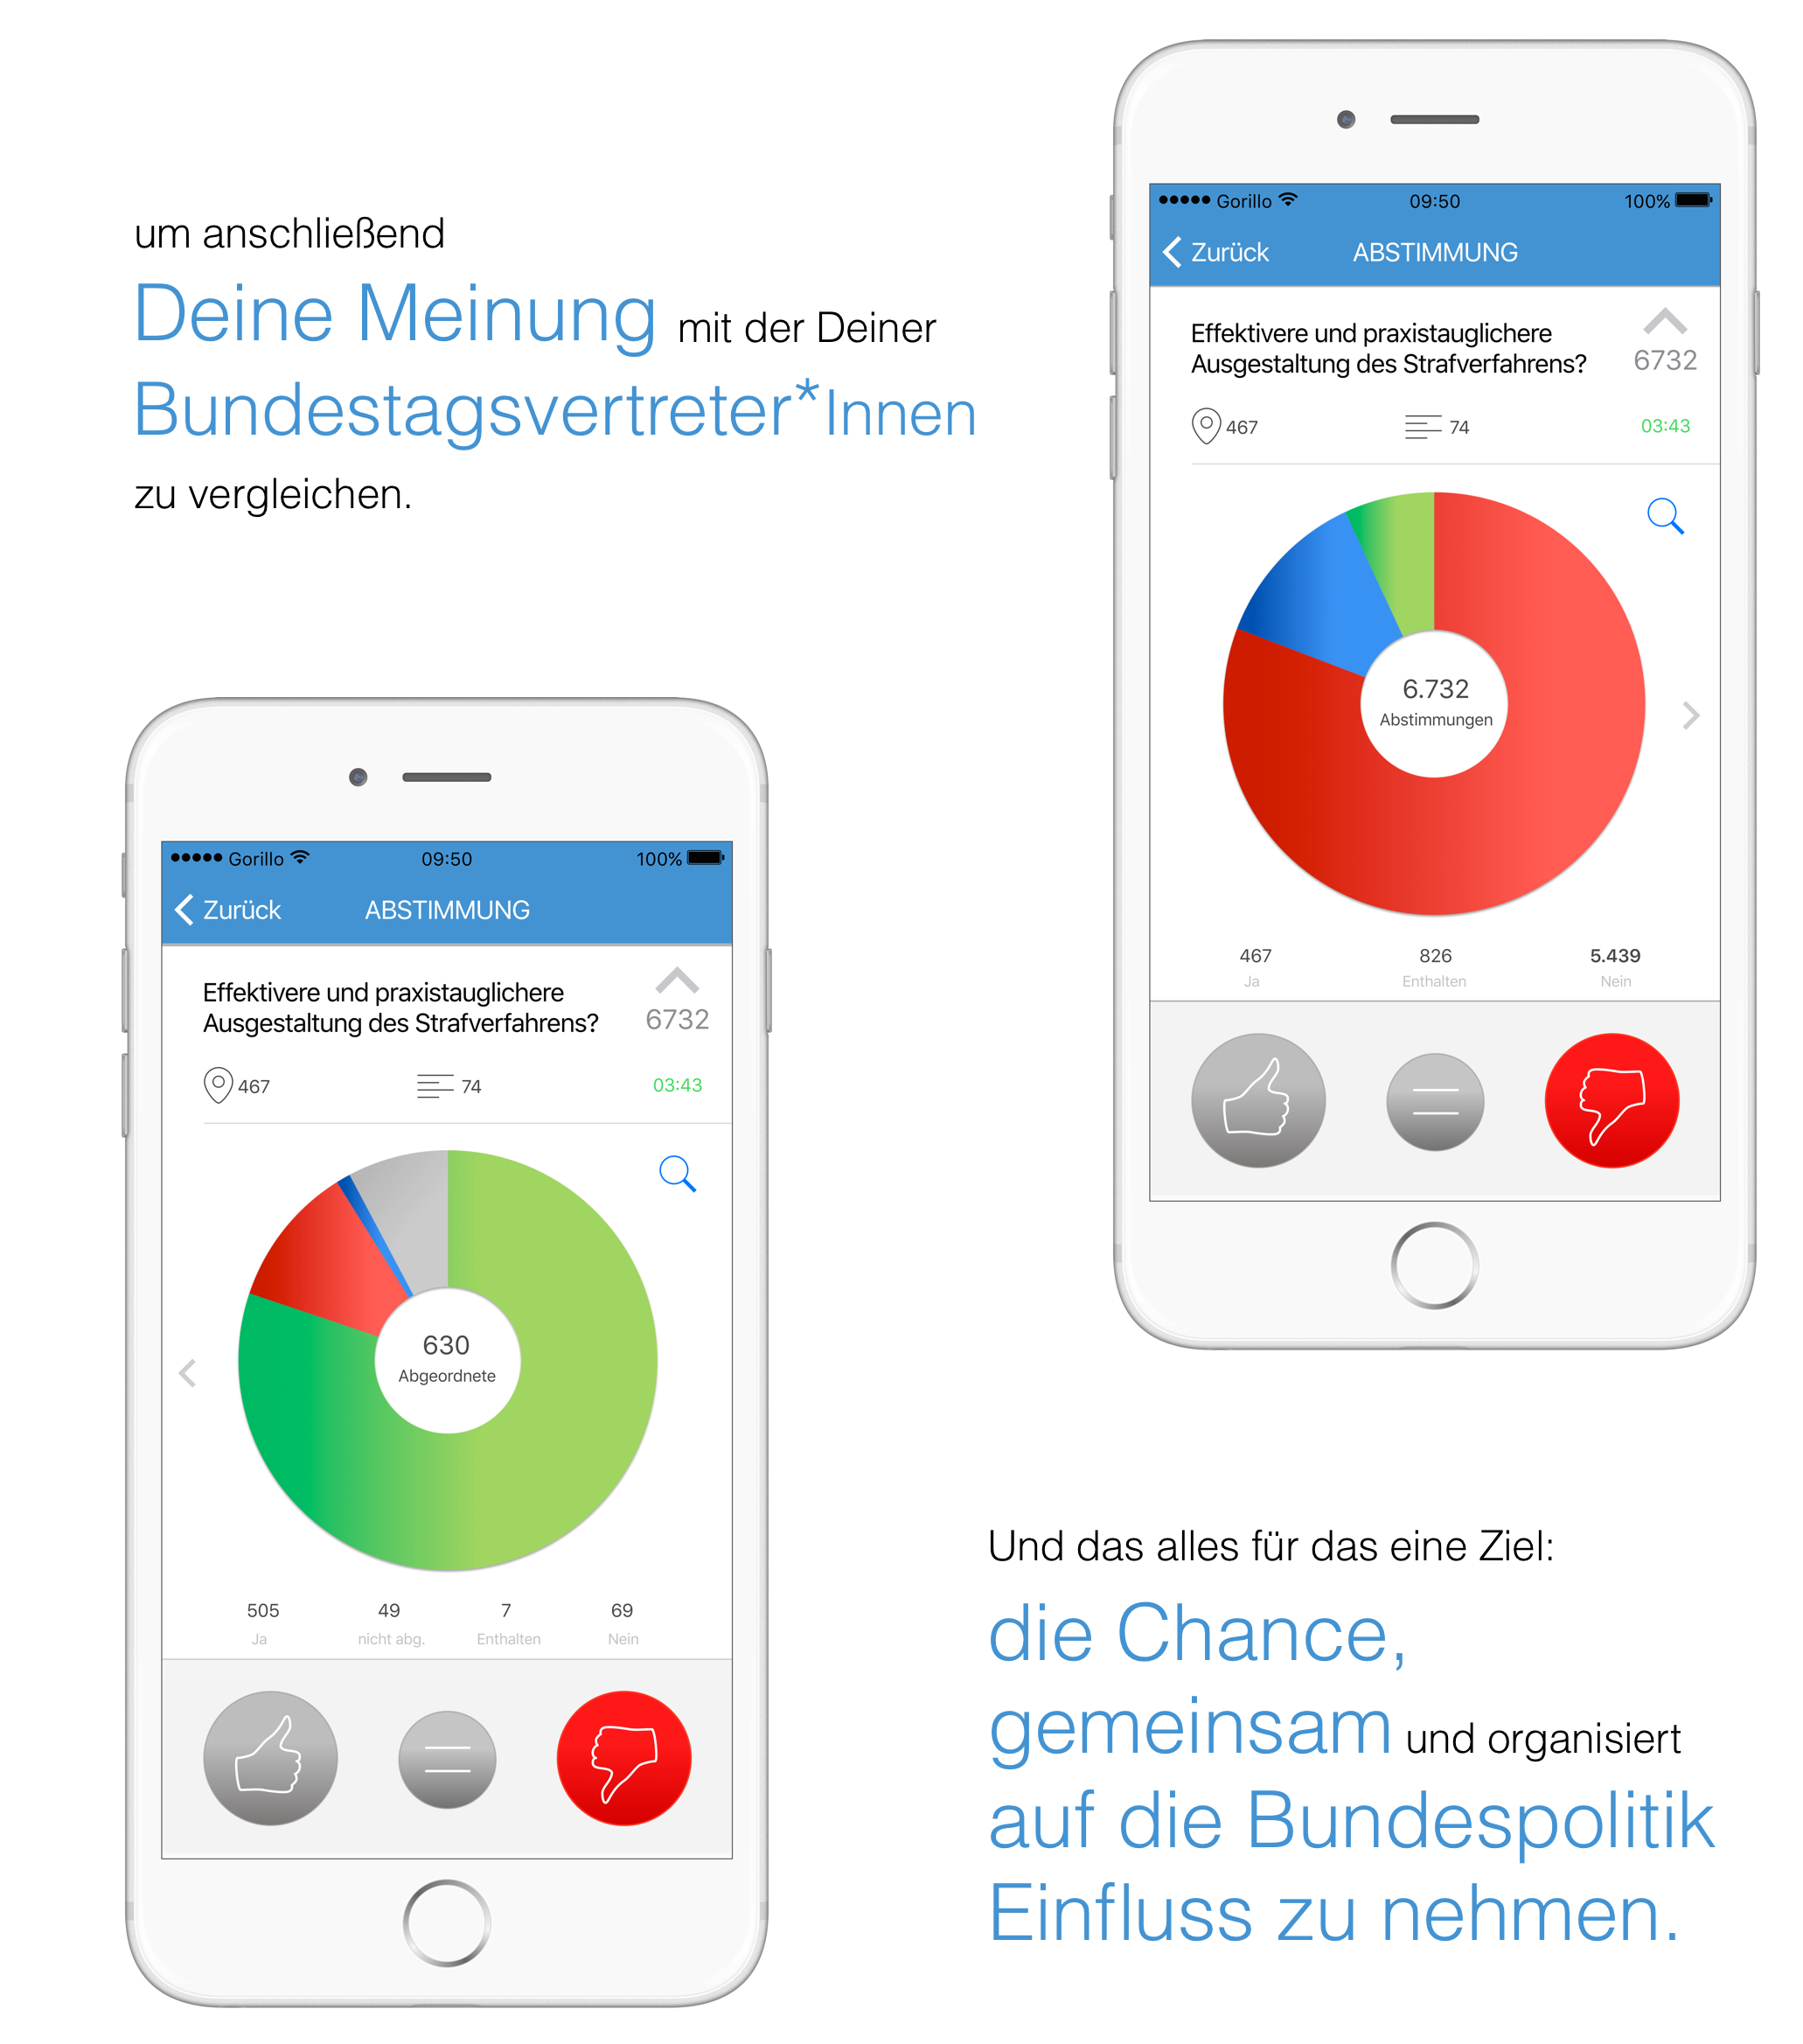 um anschließend
Deine Meinung mit der Deiner
Bundestagsvertreter*Innen
zu vergleichen.
Gorillo 09:50 100%
Zurück ABSTIMMUNG
Effektivere und praxistauglichere
Ausgestaltung des Strafverfahrens?
6732
467 74 03:43
6.732
Abstimmungen
467 826 5.439
Ja Enthalten Nein
Gorillo 09:50 100%
Zurück ABSTIMMUNG
Effektivere und praxistauglichere
Ausgestaltung des Strafverfahrens?
6732
467 74 03:43
630
Abgeordnete
505 49 7 69
Ja nicht abg. Enthalten Nein
Und das alles für das eine Ziel:
die Chance,
gemeinsam und organisiert
auf die Bundespolitik
Einfluss zu nehmen.